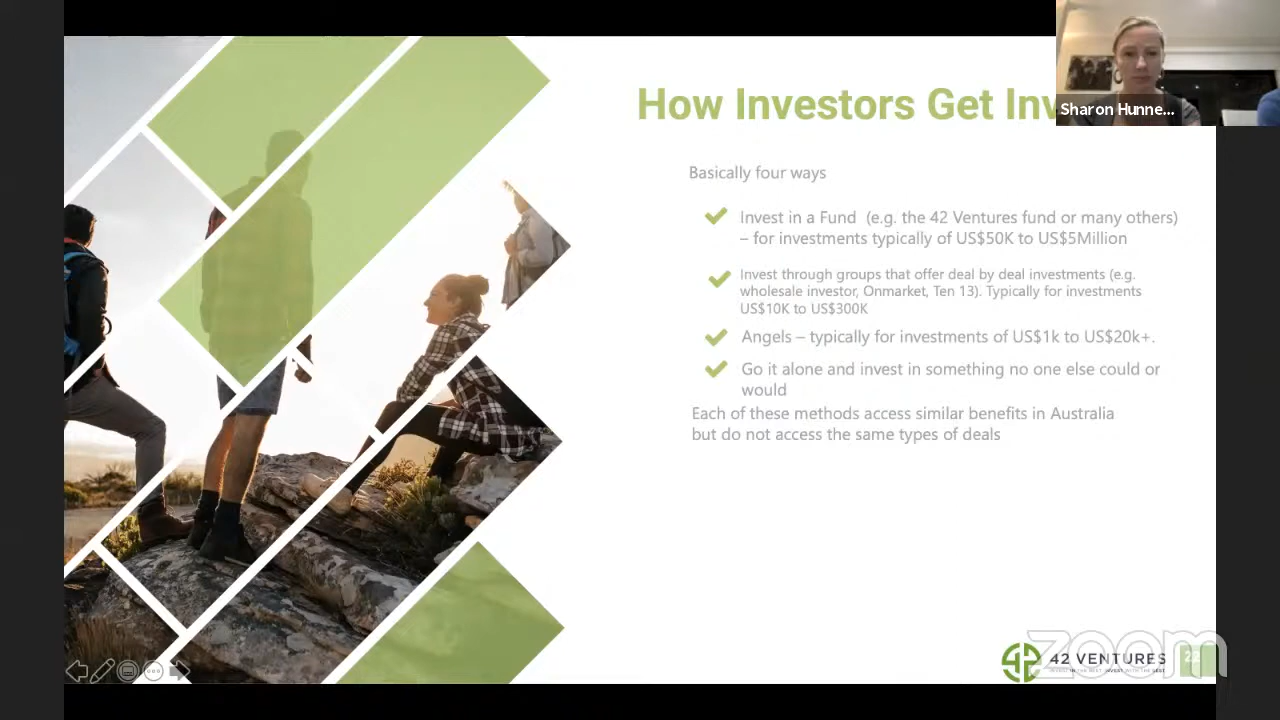 How Investors Get Inv
Sharon Hunne...
Basically four ways
Invest in a Fund (e.g. the 42 Ventures fund or many others)
– for investments typically of US$50K to US$5Million
Invest through groups that offer deal by deal investments (e.g.
wholesale investor, Onmarket, Ten 13). Typically for investments
US$10K to US$300K
Angels – typically for investments of US$1k to US$20k+.
Go it alone and invest in something no one else could or
would
Each of these methods access similar benefits in Australia
but do not access the same types of deals
zoom
42 VENTURES
22